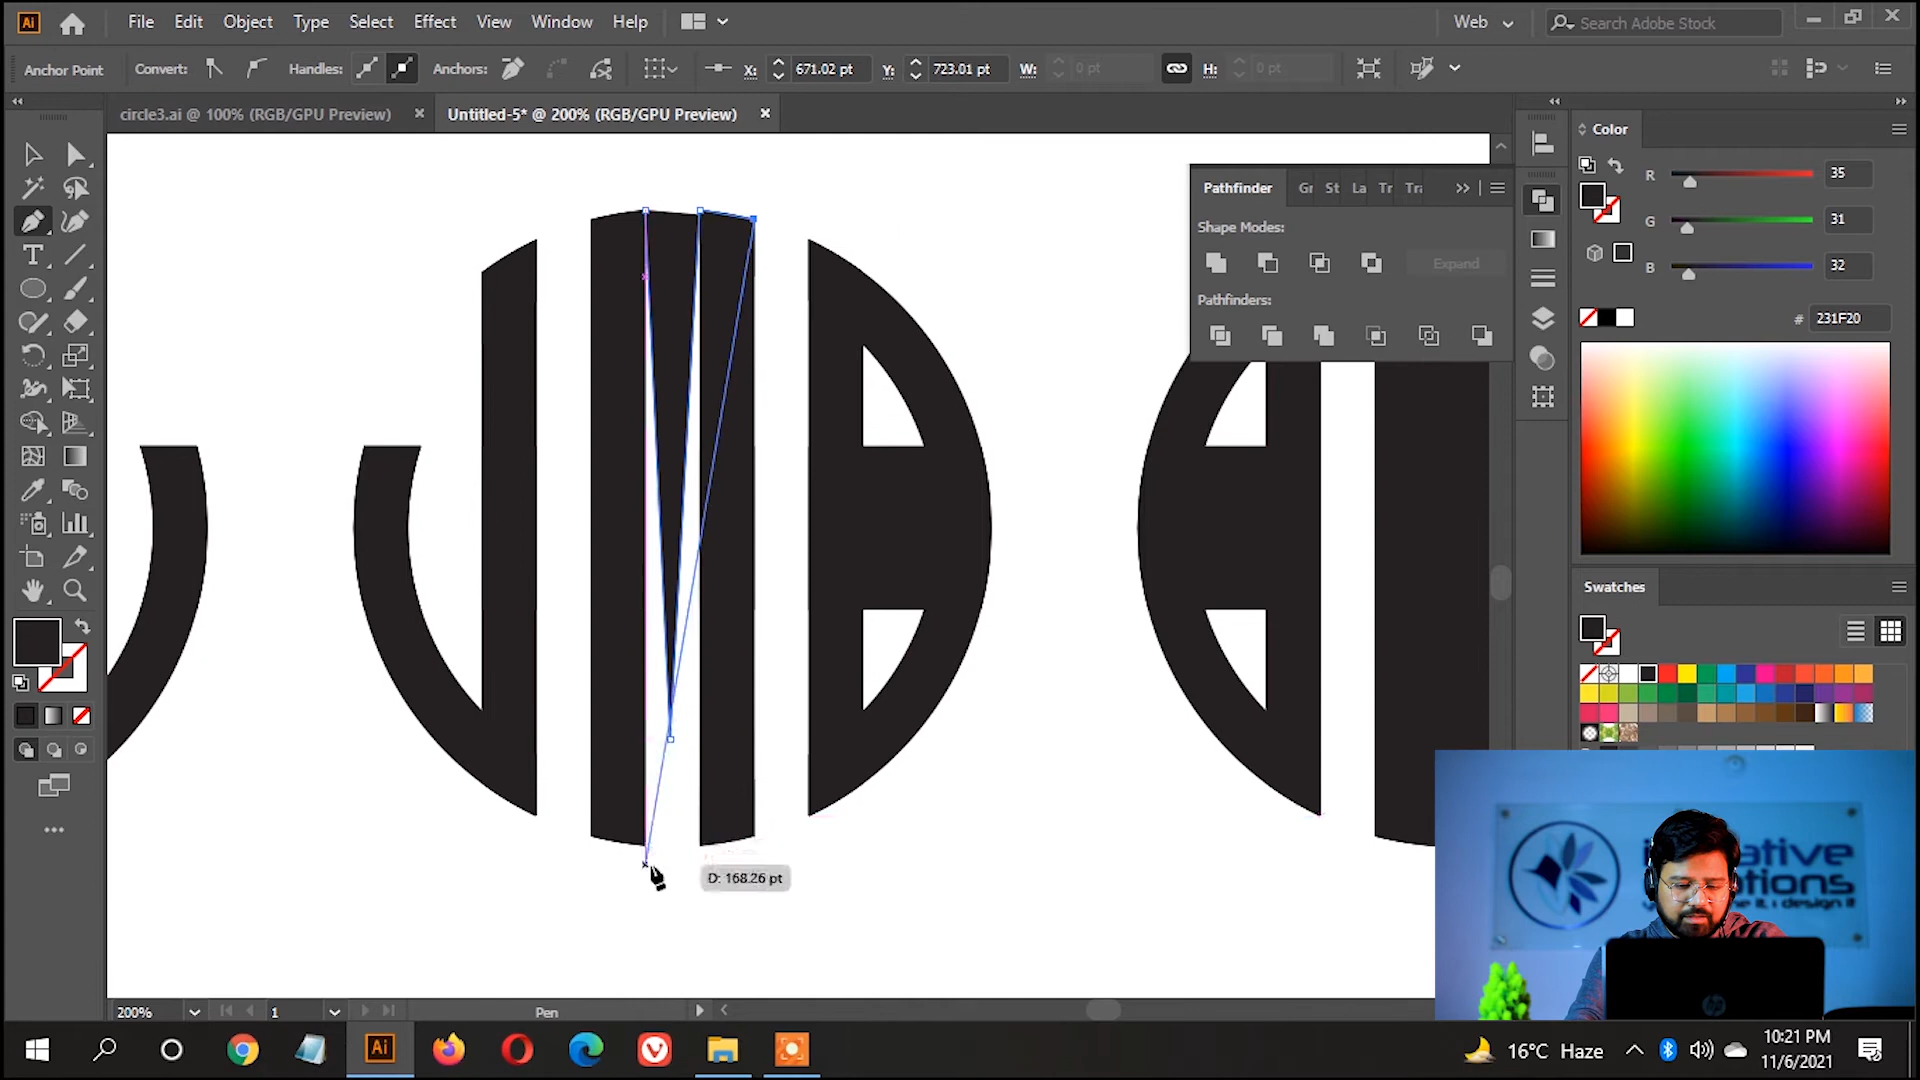 Ai File Edit Object Type Select Effect View Window Help Web Search Adobe Stock
Anchor Point Convert: Handles: Anchors: X: 671.02 pt Y: 723.01 pt W: 0 pt H: 0 pt
circle3.ai @ 100% (RGB/GPU Preview) Untitled-5* @ 200% (RGB/GPU Preview)
Color
Pathfinder Gr St La Tr Tra
R 35
Shape Modes:
G 31
Expand
B 32
Pathfinders:
# 231F20
Swatches
D: 168.26 pt
200% 1 Pen
Ai 16°C Haze 10:21 PM
11/6/2021